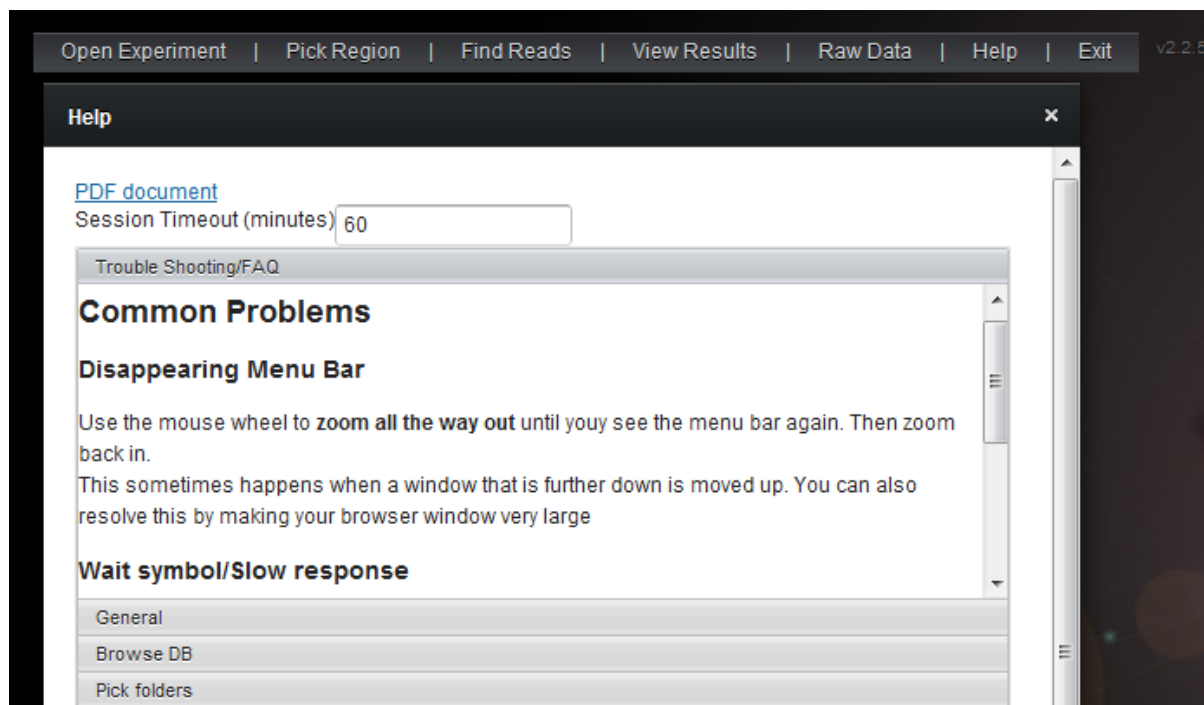 Open Experiment | Pick Region | Find Reads | View Results | Raw Data | Help | Exit v2.2.5
Help ×
PDF document
Session Timeout (minutes) 60
Trouble Shooting/FAQ
Common Problems
Disappearing Menu Bar
Use the mouse wheel to zoom all the way out until youy see the menu bar again. Then zoom
back in.
This sometimes happens when a window that is further down is moved up. You can also
resolve this by making your browser window very large
Wait symbol/Slow response
General
Browse DB
Pick folders